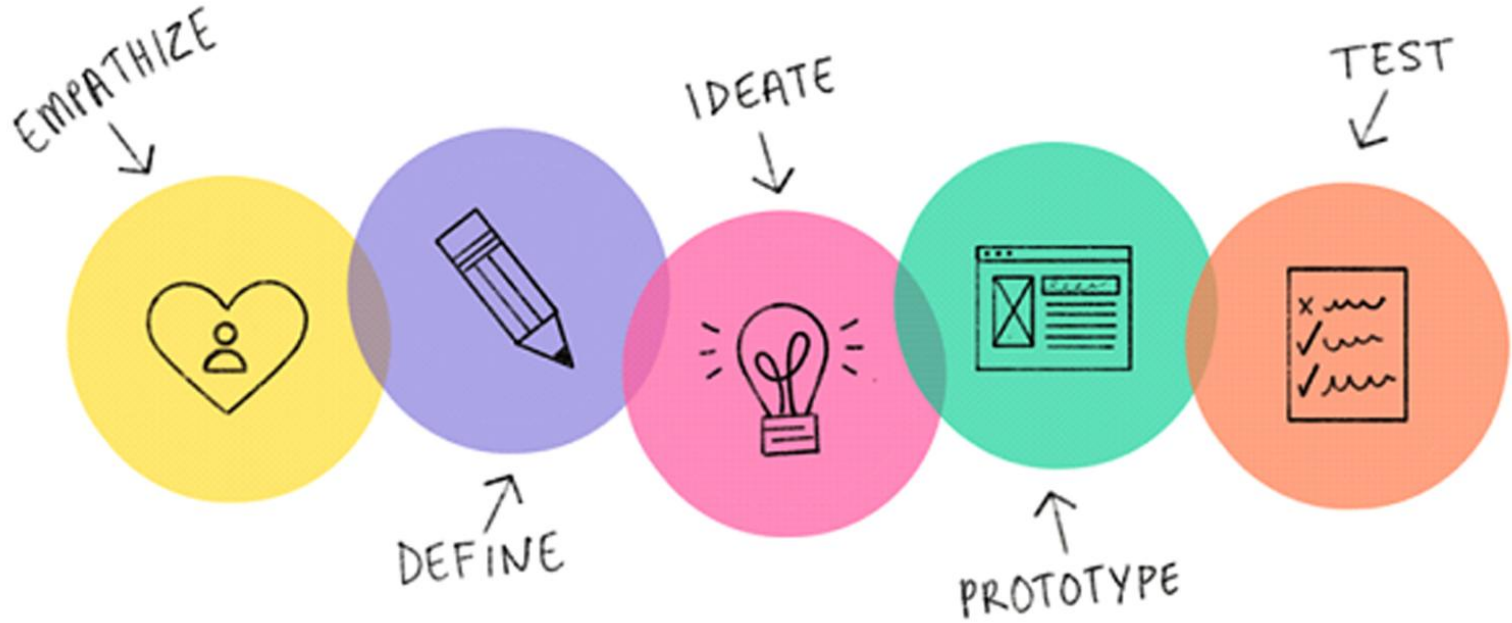 EMPATHIZE
DEFINE
IDEATE
PROTOTYPE
TEST